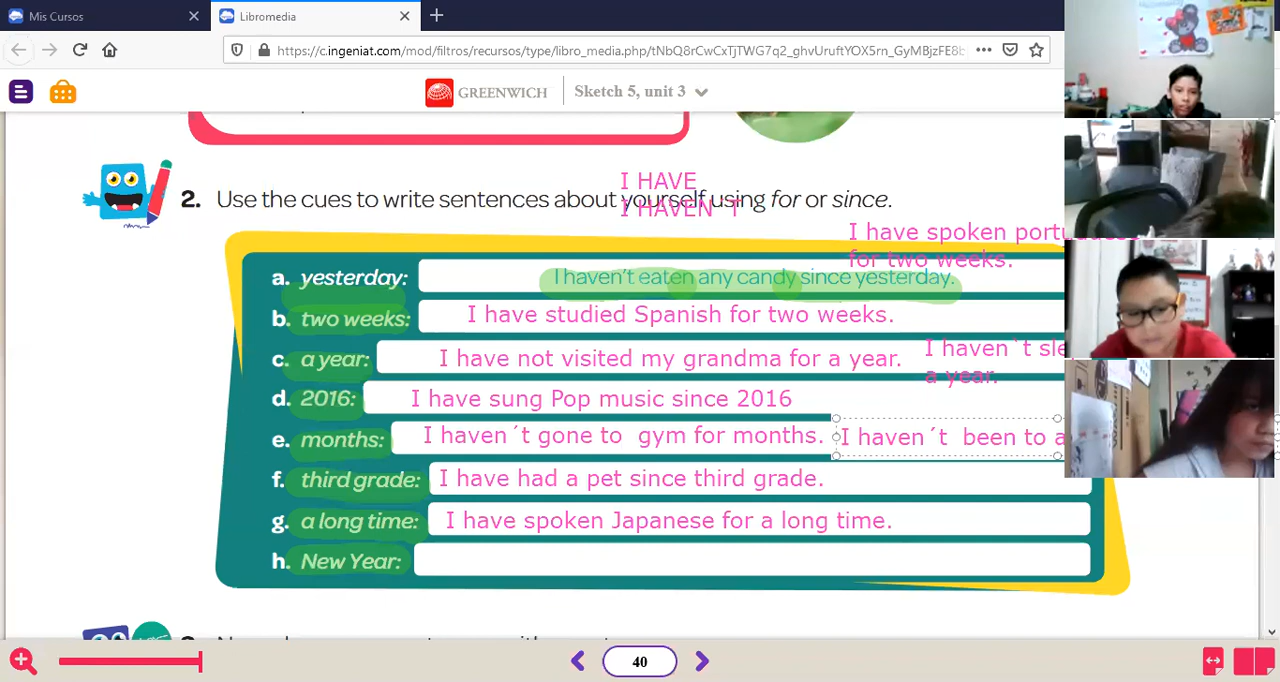 Mis Cursos
Libromedia
https://c.ingeniat.com/mod/filtros/recursos/type/libro_media.php/tNbQ8rCwCxTjTWG7q2_ghvUruftYOX5rn_GyMBjzFE8b
GREENWICH
Sketch 5, unit 3
I HAVE
2. Use the cues to write sentences about yourself using for or since.
I HAVEN´T
I have spoken
for two weeks.
a. yesterday: I haven't eaten any candy since yesterday.
b. two weeks: I have studied Spanish for two weeks.
c. a year: I have not visited my grandma for a year.
I haven`t
a year.
d. 2016: I have sung Pop music since 2016
e. months: I haven´t gone to gym for months. I haven´t been to
f. third grade: I have had a pet since third grade.
g. a long time: I have spoken Japanese for a long time.
h. New Year:
40